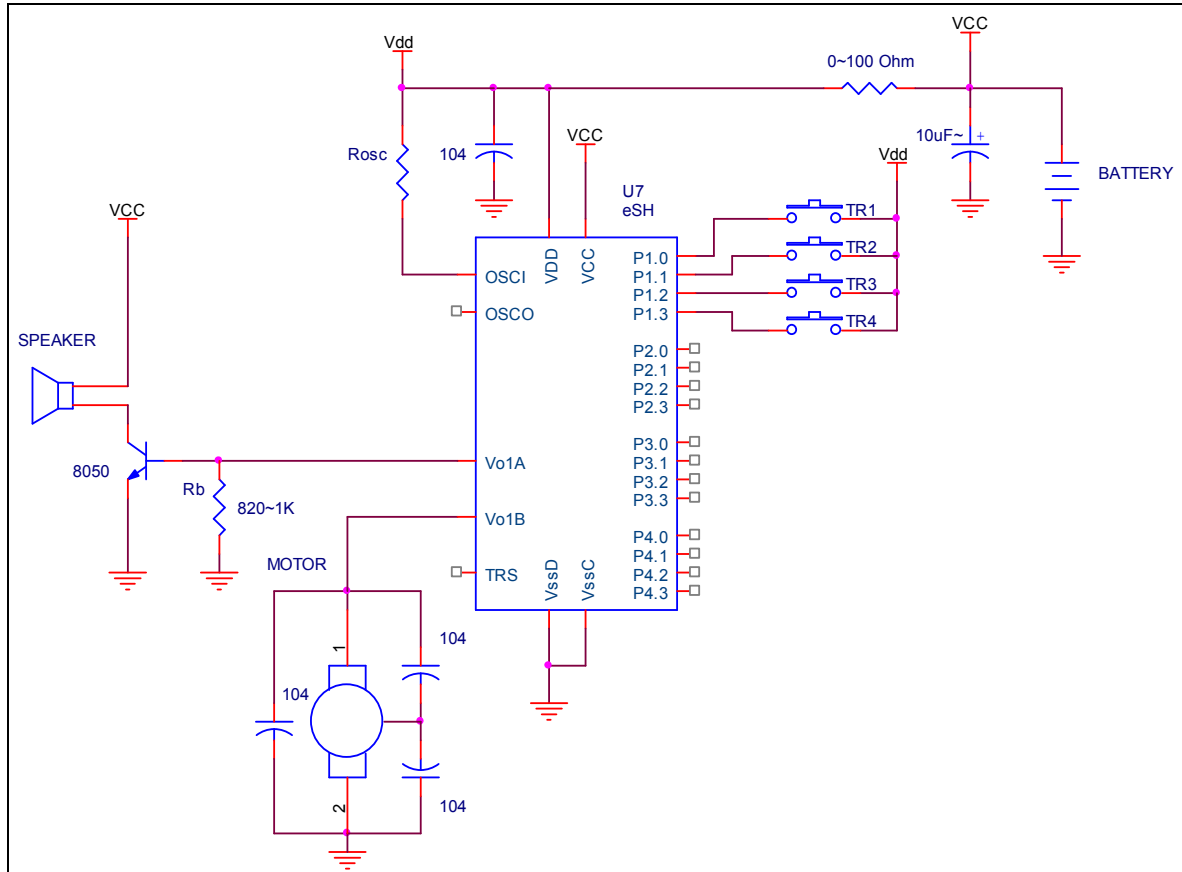 VCC
Vdd
0~100 Ohm
10uF~ +
BATTERY
Rosc
104
VCC
Vdd
U7
eSH
TR1
TR2
TR3
TR4
VCC
SPEAKER
8050
Rb
820~1K
OSCI
OSCO
VDD
VCC
P1.0
P1.1
P1.2
P1.3
P2.0
P2.1
P2.2
P2.3
P3.0
P3.1
P3.2
P3.3
P4.0
P4.1
P4.2
P4.3
Vo1A
Vo1B
TRS
VssD
VssC
MOTOR
1
104
104
2
104